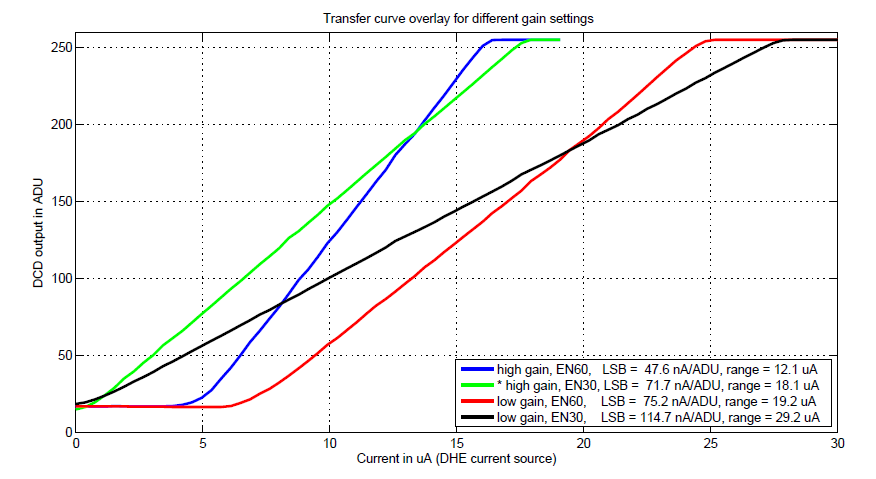 Transfer curve overlay for different gain settings
250
200
150
100
50
0
DCD output in ADU
0 5 10 15 20 25 30
Current in uA (DHE current source)
high gain, EN60, LSB = 47.6 nA/ADU, range = 12.1 uA
* high gain, EN30, LSB = 71.7 nA/ADU, range = 18.1 uA
low gain, EN60, LSB = 75.2 nA/ADU, range = 19.2 uA
low gain, EN30, LSB = 114.7 nA/ADU, range = 29.2 uA